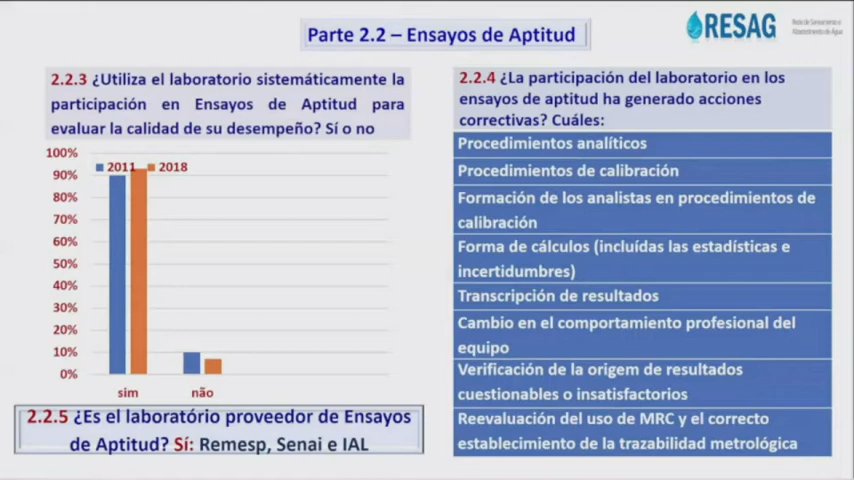 Parte 2.2 – Ensayos de Aptitud
RESAG
Rede de Saneamento e
Abastecimento de Água
2.2.3 ¿Utiliza el laboratorio sistemáticamente la
participación en Ensayos de Aptitud para
evaluar la calidad de su desempeño? Sí o no
100%
90%
80%
70%
60%
50%
40%
30%
20%
10%
0%
2011
2018
sim
não
2.2.5 ¿Es el laboratório proveedor de Ensayos
de Aptitud? Sí: Remesp, Senai e IAL
2.2.4 ¿La participación del laboratorio en los
ensayos de aptitud ha generado acciones
correctivas? Cuáles:
Procedimientos analíticos
Procedimientos de calibración
Formación de los analistas en procedimientos de
calibración
Forma de cálculos (incluídas las estadísticas e
incertidumbres)
Transcripción de resultados
Cambio en el comportamiento profesional del
equipo
Verificación de la origem de resultados
cuestionables o insatisfactorios
Reevaluación del uso de MRC y el correcto
establecimiento de la trazabilidad metrológica